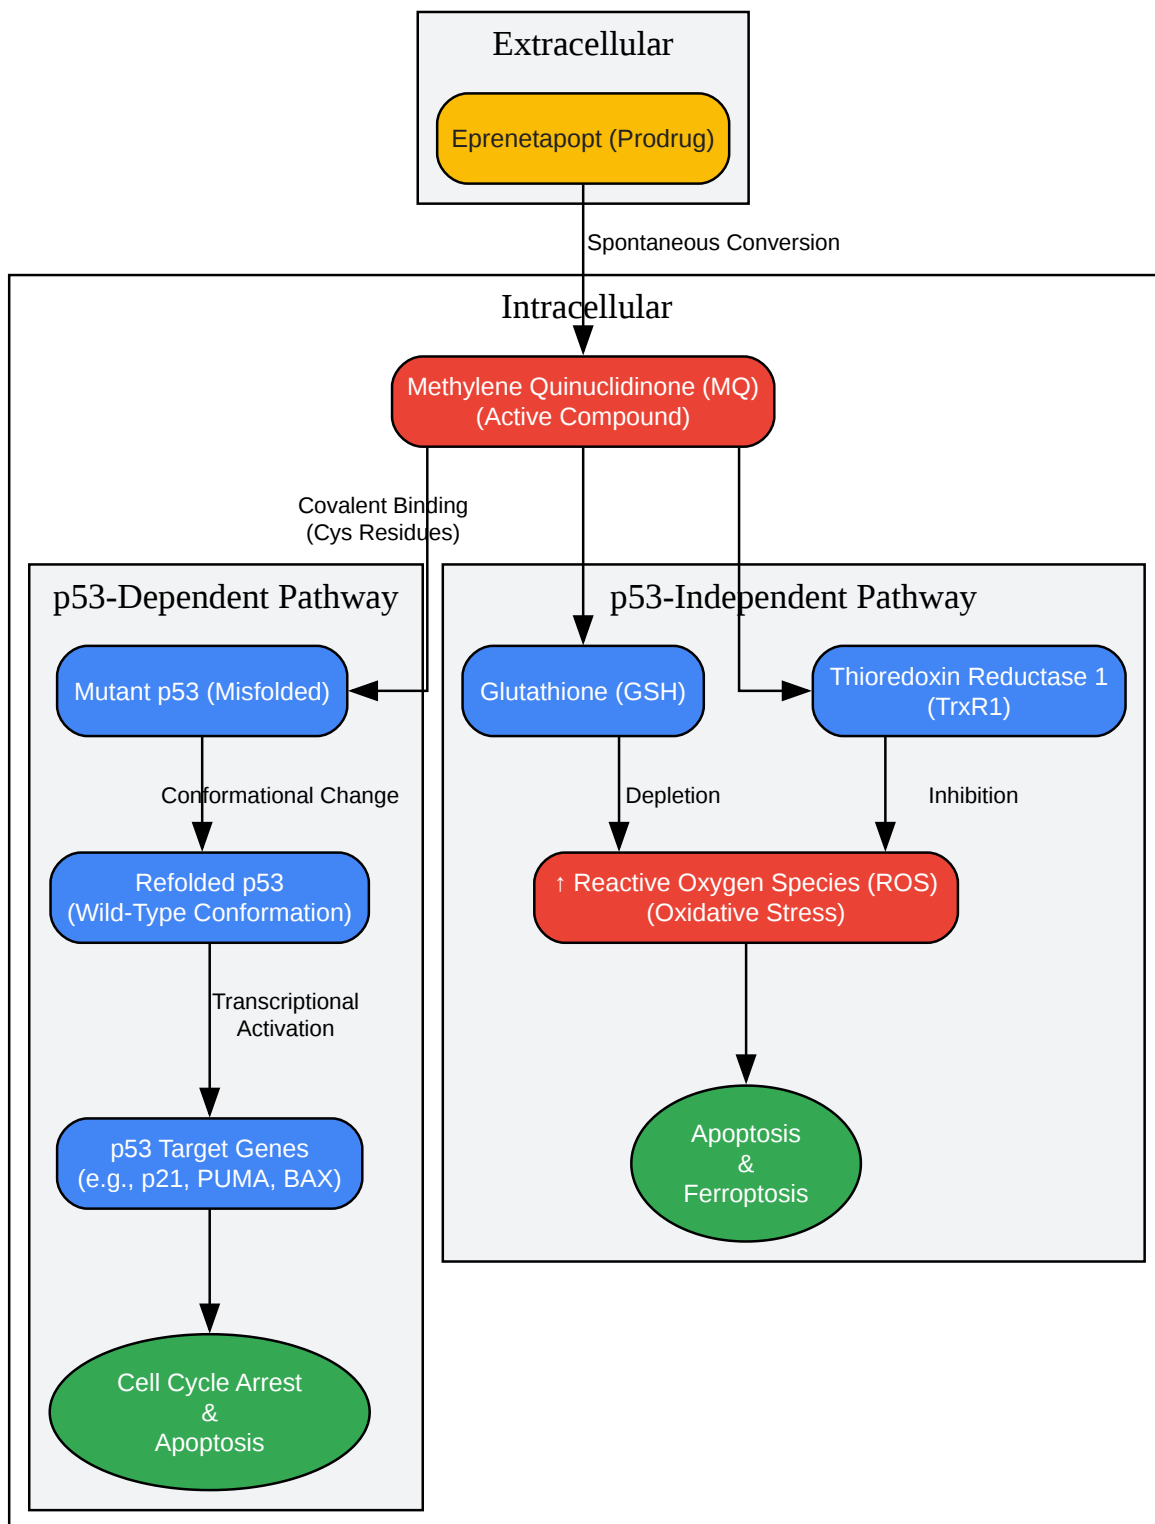 Extracellular
Eprenetapopt (Prodrug)
Spontaneous Conversion
Intracellular
Methylene Quinuclidinone (MQ)
(Active Compound)
Covalent Binding
(Cys Residues)
p53-Dependent Pathway
Mutant p53 (Misfolded)
Conformational Change
Refolded p53
(Wild-Type Conformation)
Transcriptional
Activation
p53 Target Genes
(e.g., p21, PUMA, BAX)
Cell Cycle Arrest
&
Apoptosis
p53-Independent Pathway
Glutathione (GSH)
Thioredoxin Reductase 1
(TrxR1)
Depletion
Inhibition
↑ Reactive Oxygen Species (ROS)
(Oxidative Stress)
Apoptosis
&
Ferroptosis